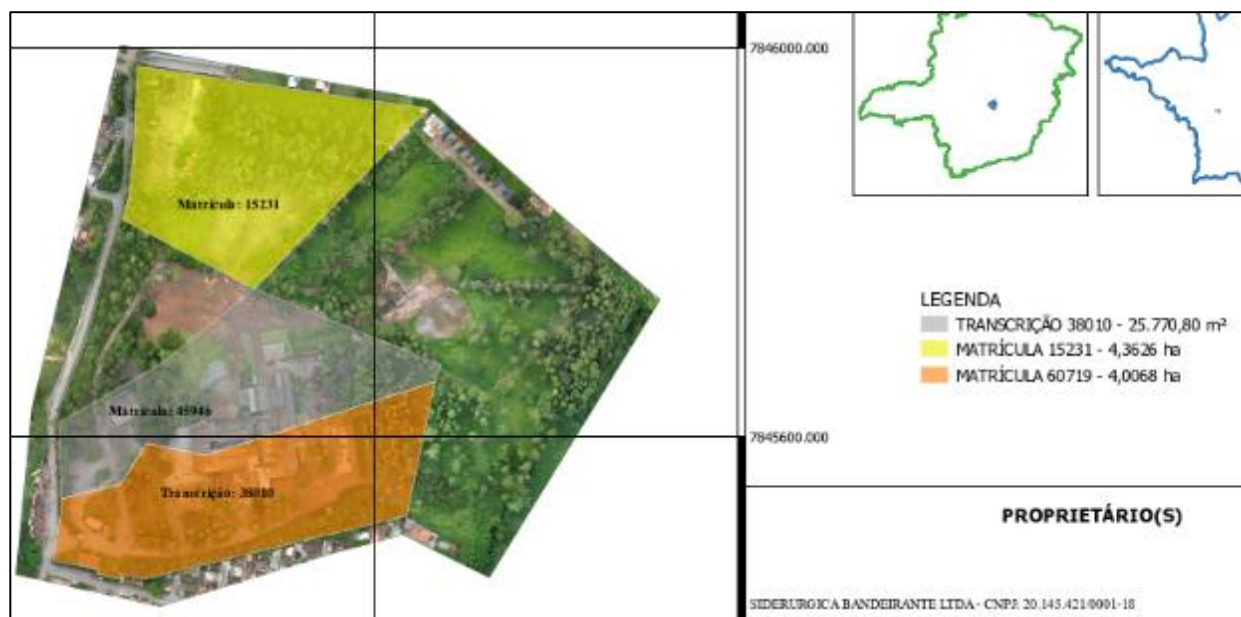 7846000.000
Matrícula: 15231
LEGENDA
TRANSCRIÇÃO 38010 - 25.770,80 m²
MATRÍCULA 15231 - 4,3626 ha
MATRÍCULA 60719 - 4,0068 ha
Matrícula: 45946
7845600.000
Transcrição: 38010
PROPRIETÁRIO(S)
SIDERURGICA BANDEIRANTE LTDA - CNPJ: 20.145.421/0001-18